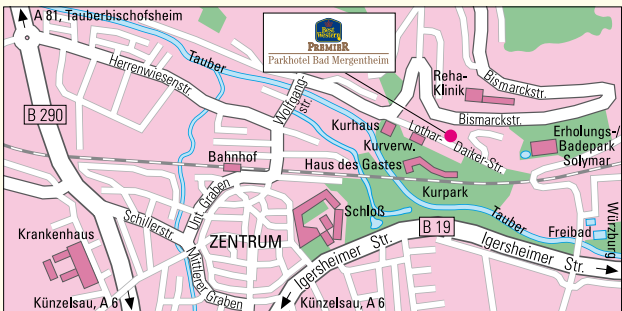 A 81, Tauberbischofsheim
Best
Western
PREMIER
Parkhotel Bad Mergentheim
Tauber
Herrenwiesenstr.
Wolfgang-
str.
Reha-
Klinik
Bismarckstr.
Bismarckstr.
B 290
Kurhaus
Lothar-
Daiker-Str.
Kurverw.
Erholungs-/
Badepark
Solymar
Bahnhof
Haus des Gastes
Unt. Graben
Kurpark
Schillerstr.
Schloß
Tauber
Würzburg
Krankenhaus
ZENTRUM
B 19
Freibad
Igersheimer Str.
Igersheimer Str.
Mittlerer
Graben
Künzelsau, A 6
Künzelsau, A 6